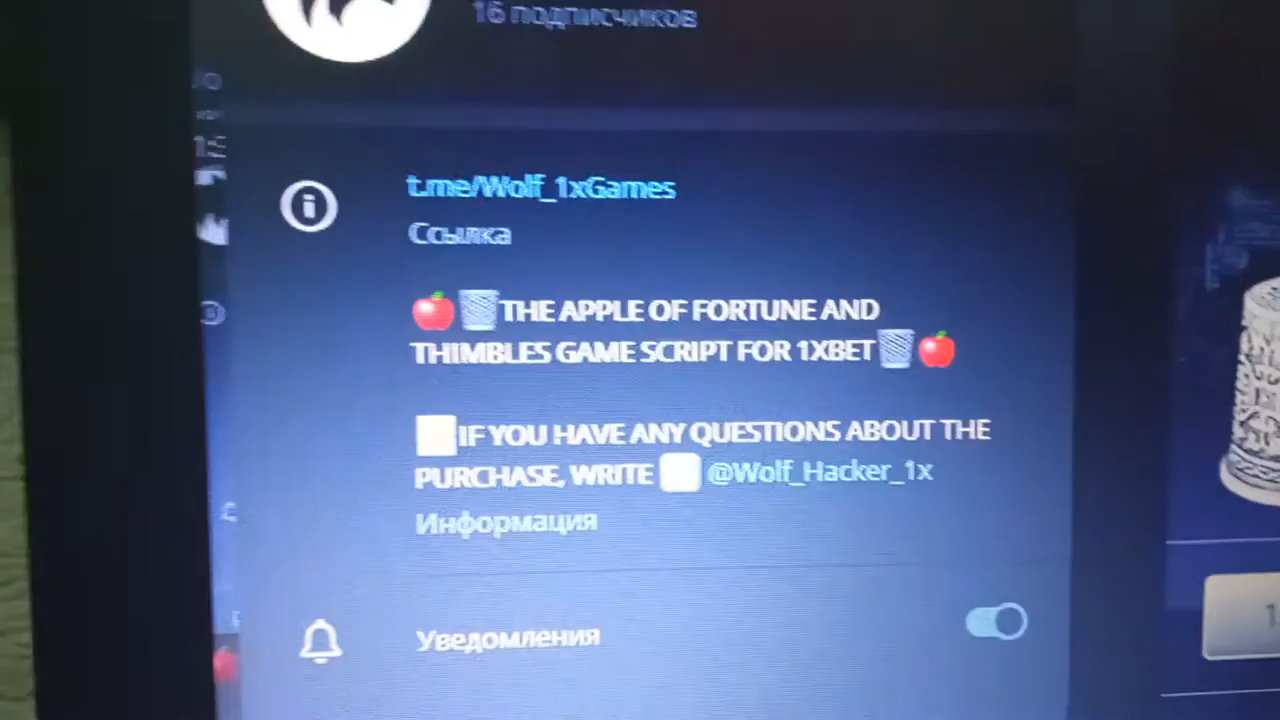 16 подписчиков
t.me/Wolf_1xGames
Ссылка
🍎🗑THE APPLE OF FORTUNE AND
THIMBLES GAME SCRIPT FOR 1XBET🗑🍎
IF YOU HAVE ANY QUESTIONS ABOUT THE
PURCHASE, WRITE @Wolf_Hacker_1x
Информация
Уведомления